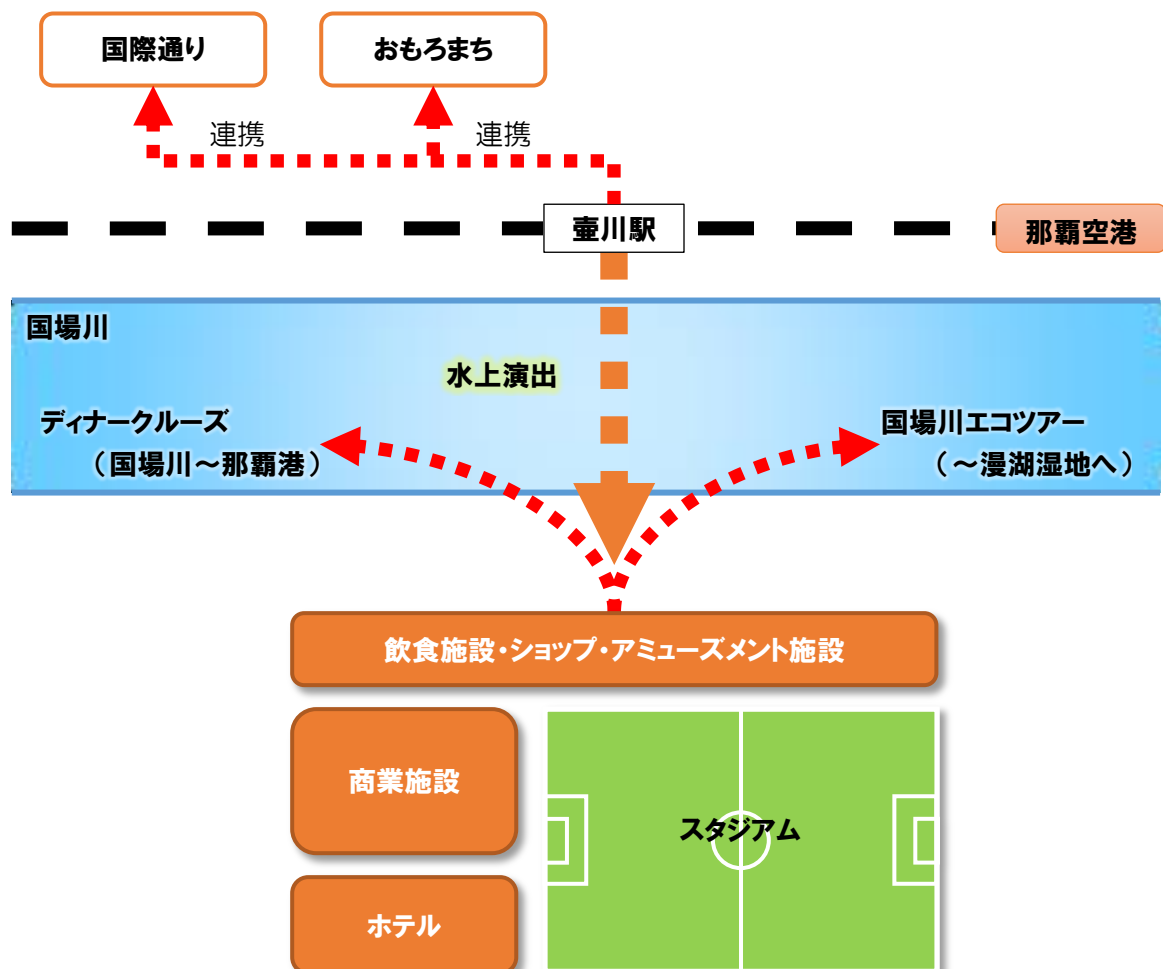 国際通り
おもろまち
連携
連携
壷川駅
那覇空港
国場川
水上演出
ディナークルーズ
（国場川～那覇港）
国場川エコツアー
（～漫湖湿地へ）
飲食施設・ショップ・アミューズメント施設
商業施設
スタジアム
ホテル